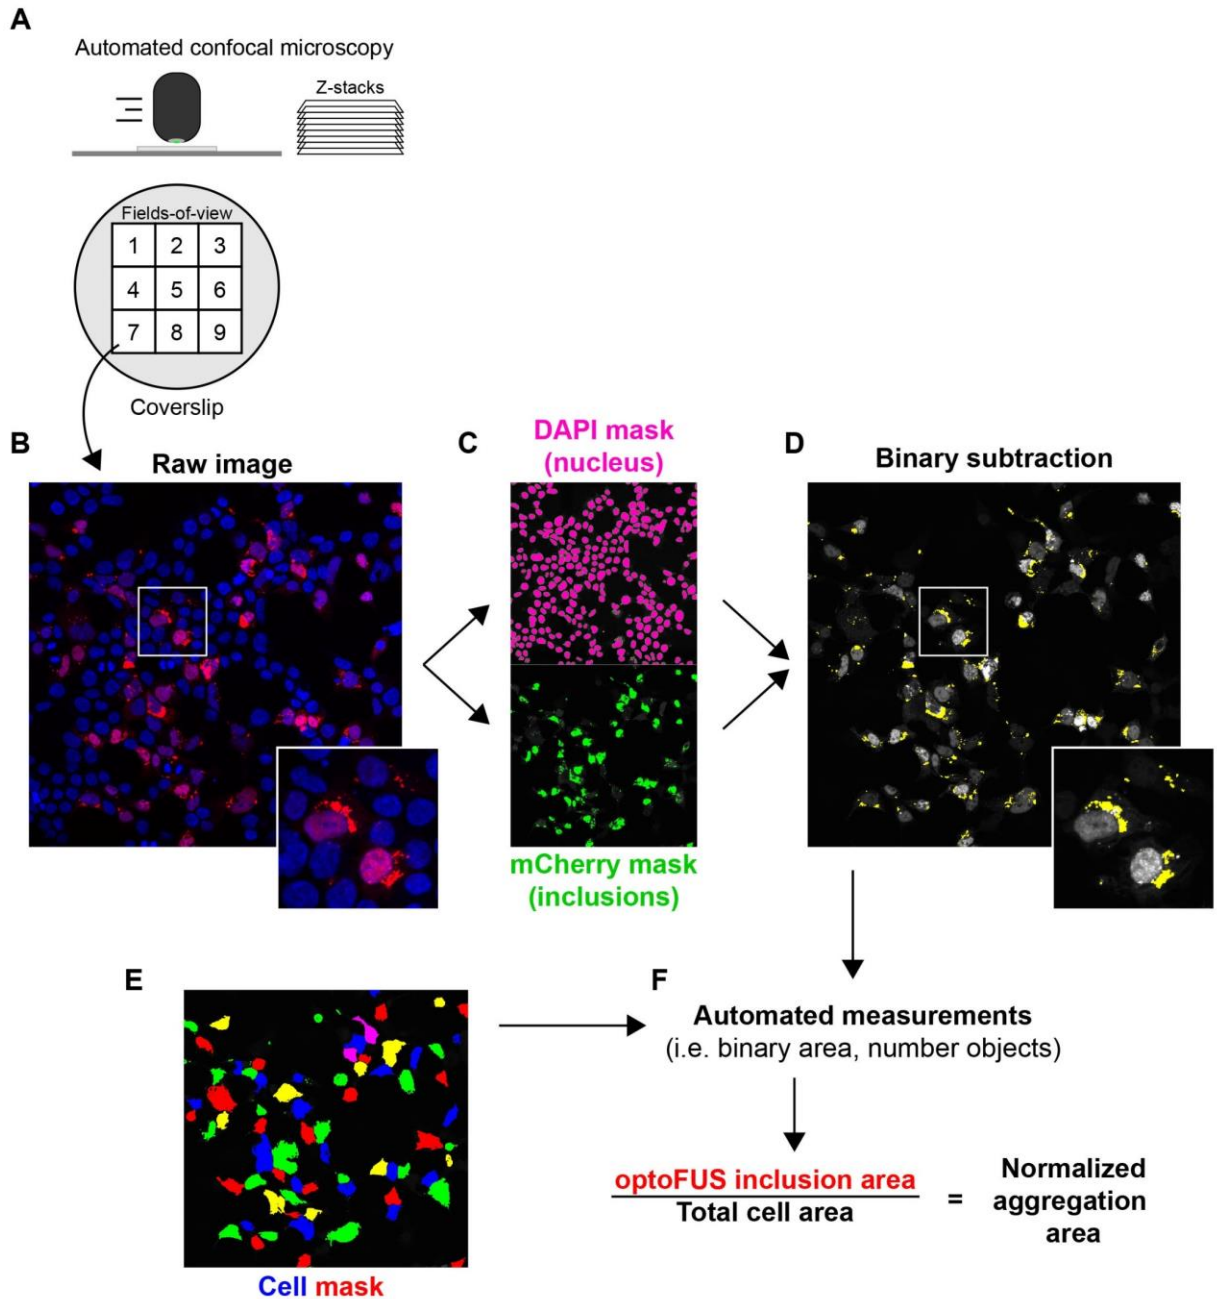 A
Automated confocal microscopy
Z-stacks
Fields-of-view
1 2 3
4 5 6
7 8 9
Coverslip
B
Raw image
C
DAPI mask
(nucleus)
mCherry mask
(inclusions)
D
Binary subtraction
E
Cell mask
F
Automated measurements
(i.e. binary area, number objects)
optoFUS inclusion area
Total cell area
=
Normalized
aggregation
area